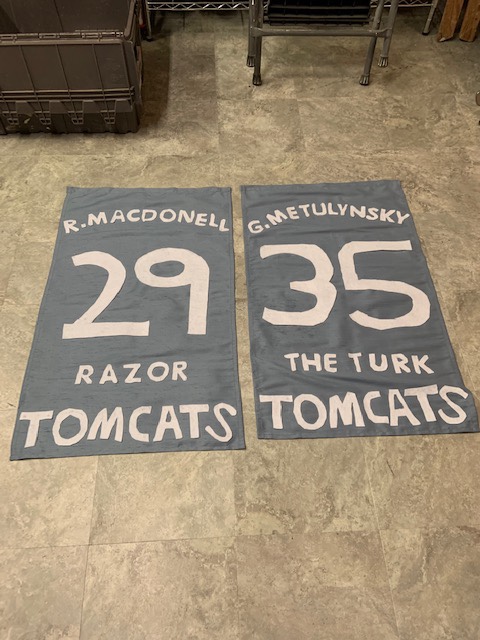 R. MACDONELL
29
RAZOR
TOMCATS
G. METULYNSKY
35
THE TURK
TOMCATS